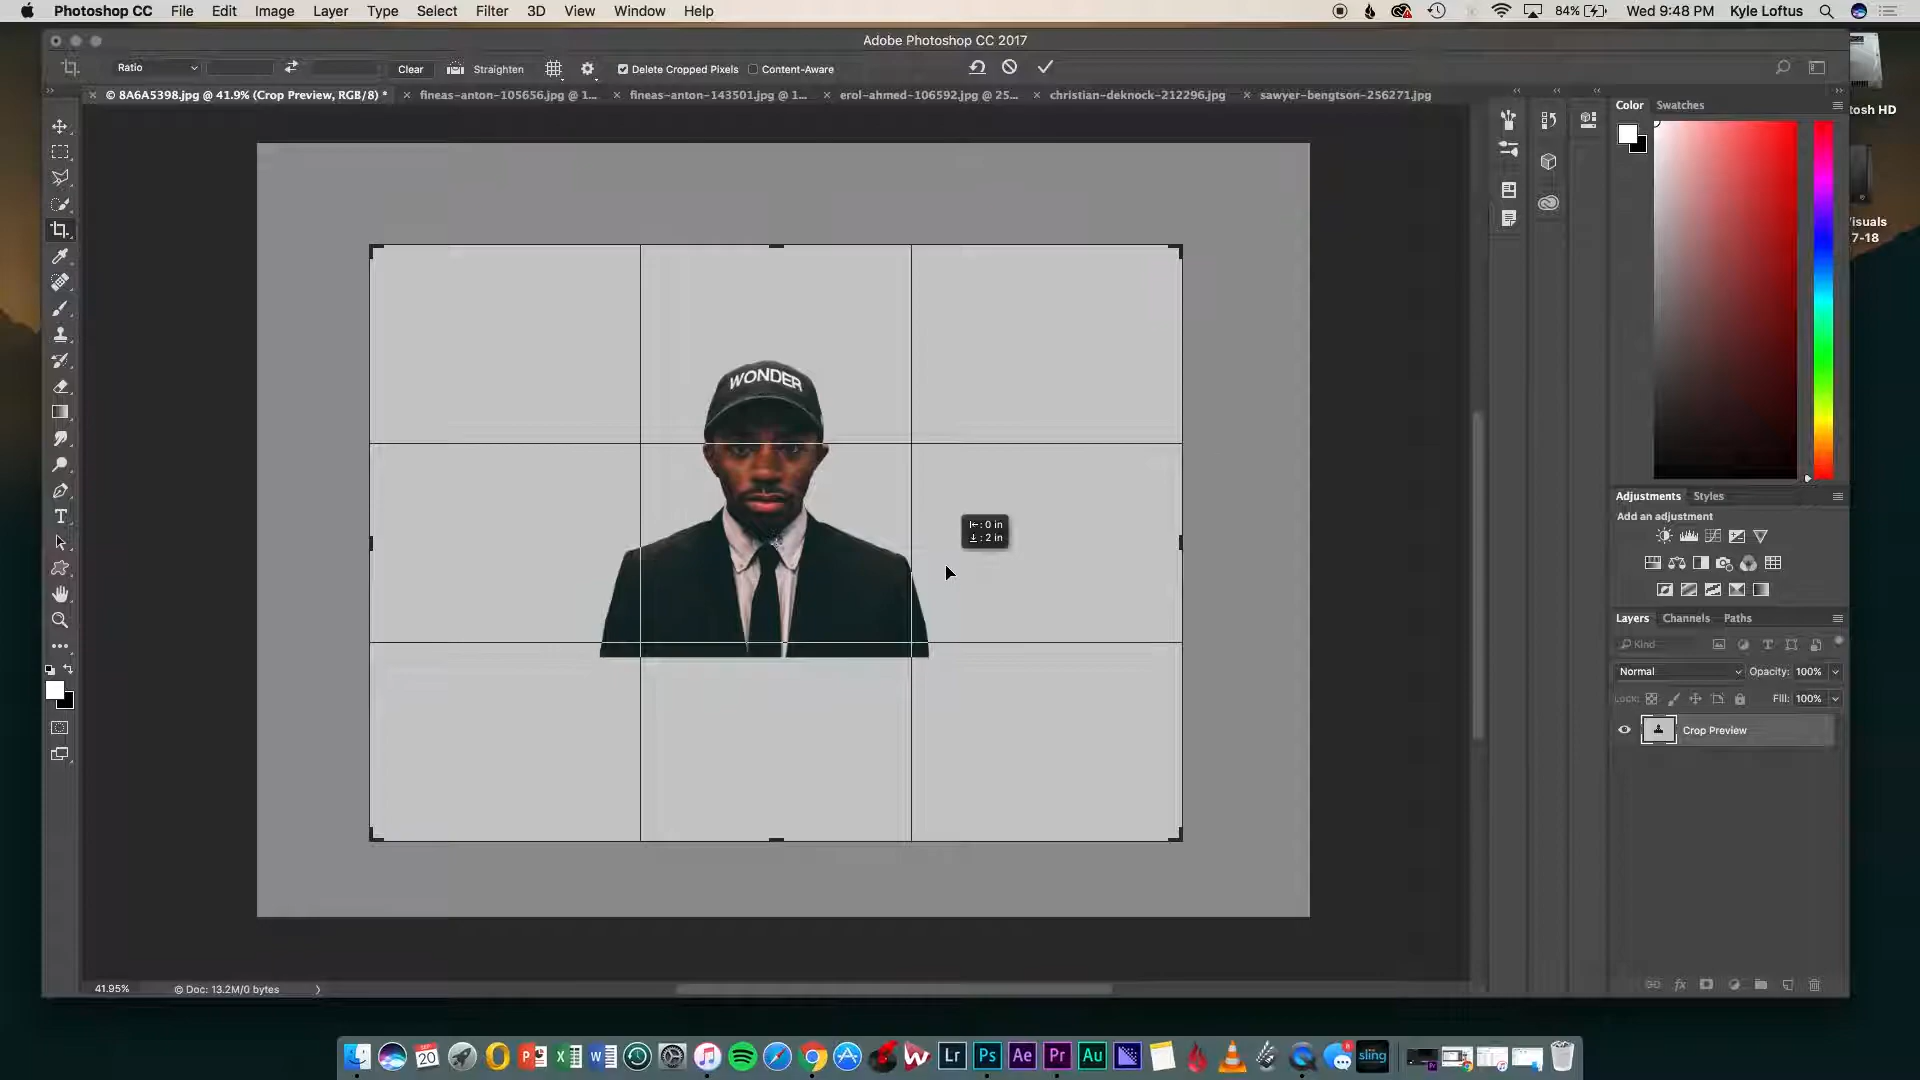 Photoshop CC File Edit Image Layer Type Select Filter 3D View Window Help 84% Wed 9:48 PM Kyle Loftus
Adobe Photoshop CC 2017
Ratio Clear Straighten Delete Cropped Pixels Content-Aware
× © 8A6A5398.jpg @ 41.9% (Crop Preview, RGB/8) * × fineas-anton-105656.jpg @ 1... × fineas-anton-143501.jpg @ 1... × erol-ahmed-106592.jpg @ 25... × christian-deknock-212296.jpg × sawyer-bengtson-256271.jpg
Color Swatches
tosh HD
isuals
7-18
WONDER
: 0 in
: 2 in
Adjustments Styles
Add an adjustment
Layers Channels Paths
Kind
Normal Opacity: 100%
Lock: Fill: 100%
Crop Preview
41.95% © Doc: 13.2M/0 bytes
SEP
20
Lr Ps Ae Pr Au sling